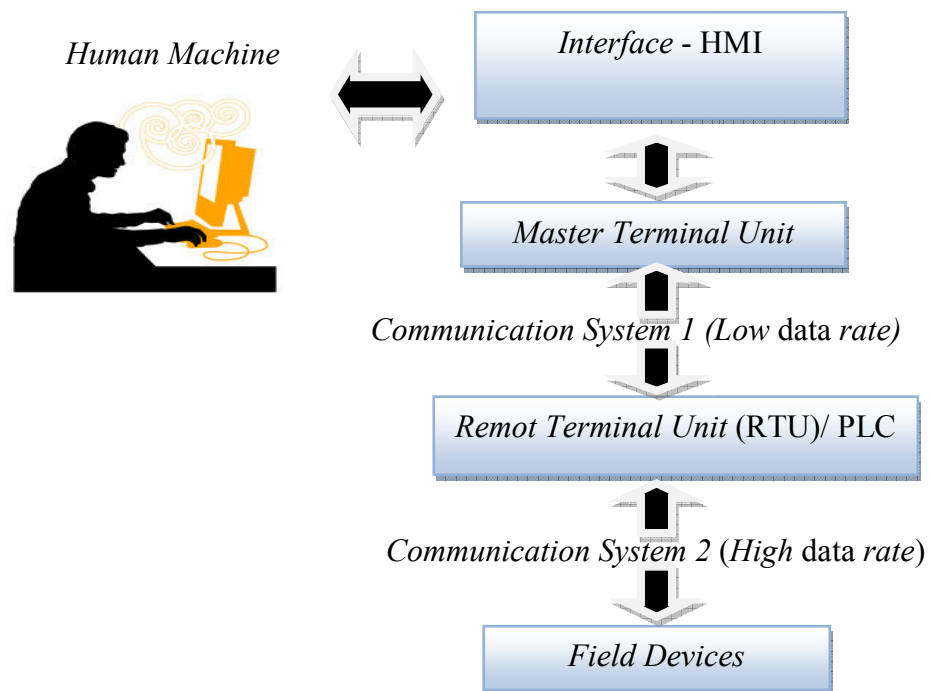 Human Machine
Interface - HMI
Master Terminal Unit
Communication System 1 (Low data rate)
Remot Terminal Unit (RTU)/ PLC
Communication System 2 (High data rate)
Field Devices